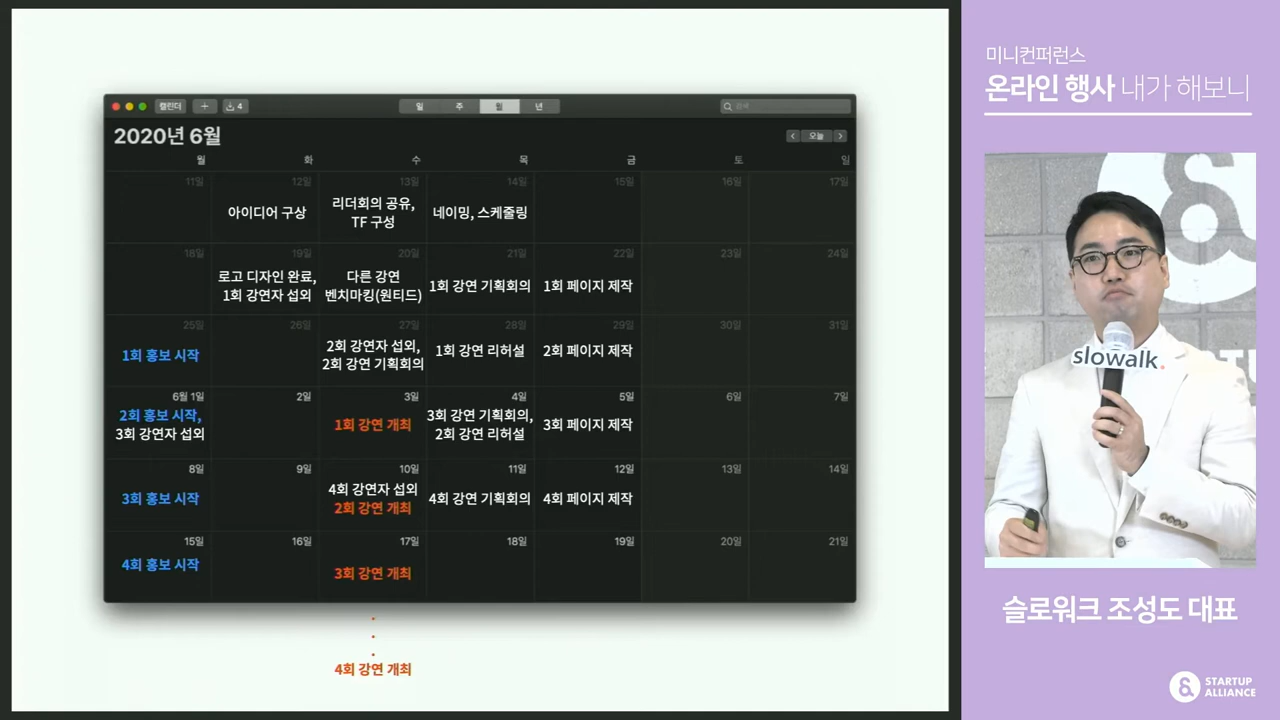 캘린더 + 4 일 주 월 년 검색
2020년 6월
오늘
월 화 수 목 금 토 일
11일 12일 13일 14일 15일 16일 17일
아이디어 구상
리더회의 공유,
TF 구성
네이밍, 스케줄링
18일 19일 20일 21일 22일 23일 24일
로고 디자인 완료,
1회 강연자 섭외
다른 강연
벤치마킹(원티드)
1회 강연 기획회의
1회 페이지 제작
25일 26일 27일 28일 29일 30일 31일
1회 홍보 시작
2회 강연자 섭외,
2회 강연 기획회의
1회 강연 리허설
2회 페이지 제작
6월 1일 2일 3일 4일 5일 6일 7일
2회 홍보 시작,
3회 강연자 섭외
1회 강연 개최
3회 강연 기획회의,
2회 강연 리허설
3회 페이지 제작
8일 9일 10일 11일 12일 13일 14일
3회 홍보 시작
4회 강연자 섭외
2회 강연 개최
4회 강연 기획회의
4회 페이지 제작
15일 16일 17일 18일 19일 20일 21일
4회 홍보 시작
3회 강연 개최
4회 강연 개최
미니컨퍼런스
온라인 행사 내가 해보니
slowalk.
슬로워크 조성도 대표
STARTUP
ALLIANCE